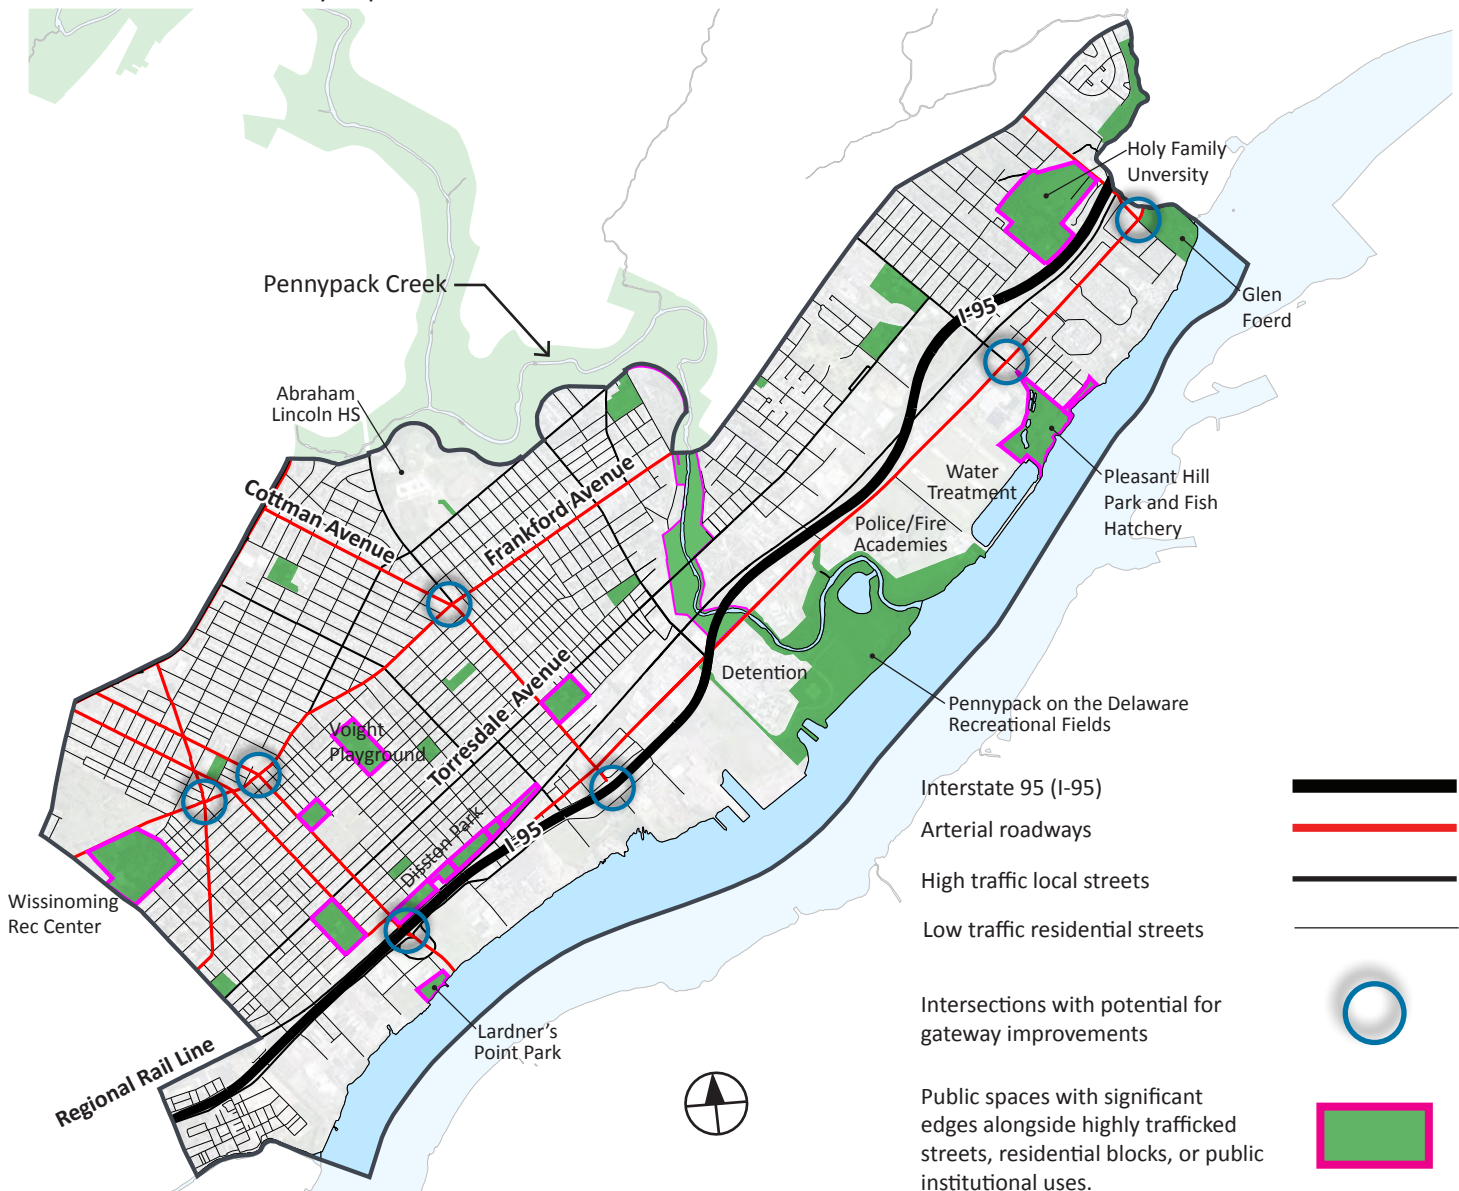 Holy Family
Unversity
Pennypack Creek
Glen
Foerd
I-95
Abraham
Lincoln HS
Cottman Avenue
Frankford Avenue
Water
Treatment
Pleasant Hill
Park and Fish
Hatchery
Police/Fire
Academies
Detention
Torresdale Avenue
Pennypack on the Delaware
Recreational Fields
Voight
Playground
Disston Park
I-95
Wissinoming
Rec Center
Lardner's
Point Park
Regional Rail Line
Interstate 95 (I-95)
Arterial roadways
High traffic local streets
Low traffic residential streets
Intersections with potential for
gateway improvements
Public spaces with significant
edges alongside highly trafficked
streets, residential blocks, or public
institutional uses.